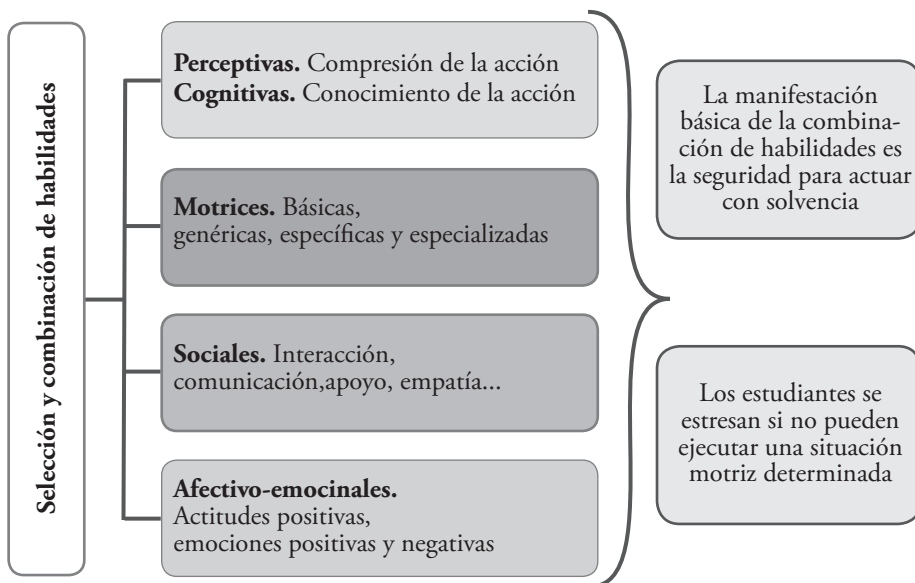 Selección y combinación de habilidades
Perceptivas. Compresión de la acción
Cognitivas. Conocimiento de la acción
Motrices. Básicas,
genéricas, específicas y especializadas
Sociales. Interacción,
comunicación,apoyo, empatía...
Afectivo-emocinales.
Actitudes positivas,
emociones positivas y negativas
La manifestación
básica de la combina-
ción de habilidades es
la seguridad para actuar
con solvencia
Los estudiantes se
estresan si no pueden
ejecutar una situación
motriz determinada